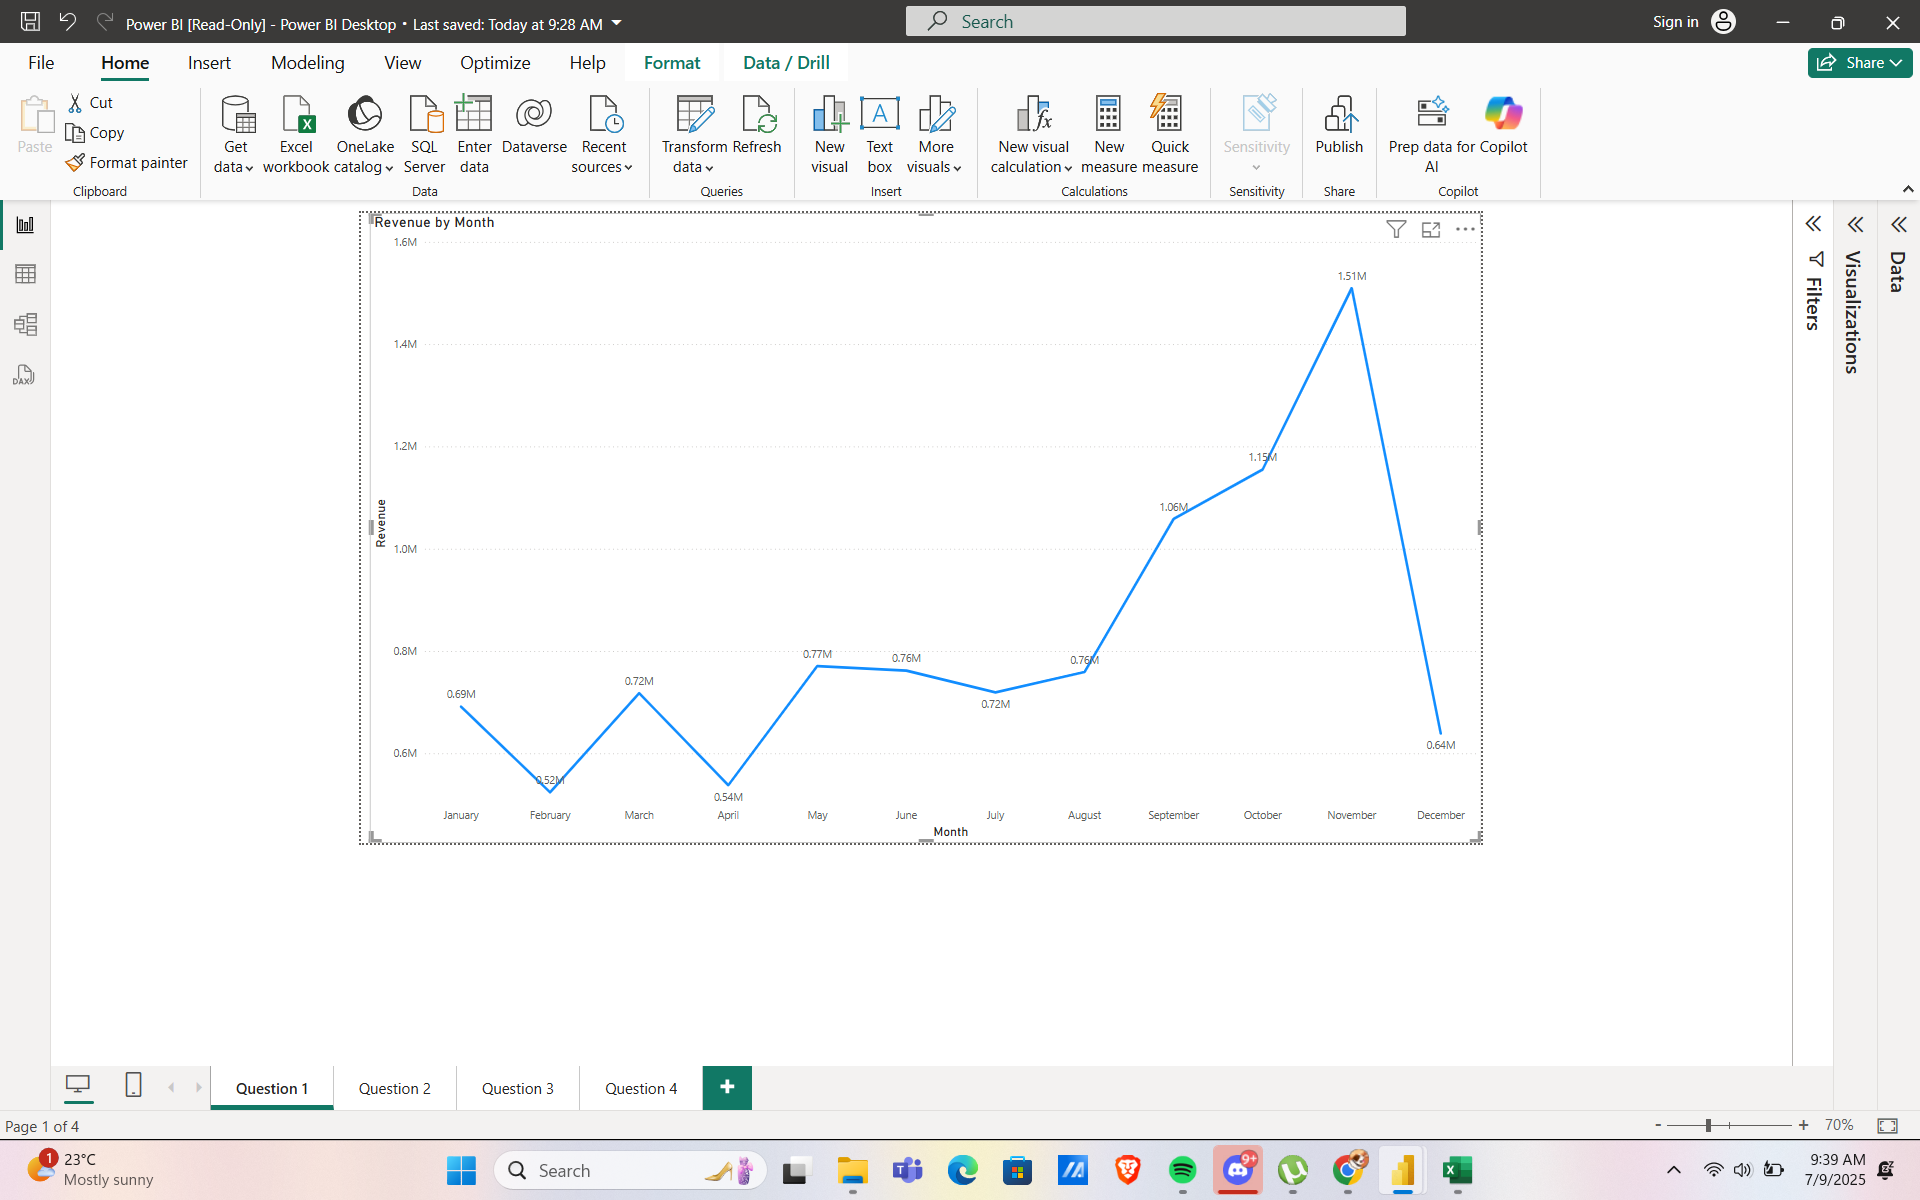 Power BI [Read-Only] - Power BI Desktop • Last saved: Today at 9:28 AM
Search
Sign in
File
Home
Insert
Modeling
View
Optimize
Help
Format
Data / Drill
Share
Paste
Cut
Copy
Format painter
Clipboard
Get data
Excel workbook
OneLake catalog
SQL Server
Enter data
Dataverse
Recent sources
Data
Transform data
Refresh
Queries
New visual
Text box
More visuals
Insert
New visual calculation
New measure
Quick measure
Calculations
Sensitivity
Sensitivity
Publish
Share
Prep data for AI
Copilot
Copilot
DAX
Revenue by Month
1.6M
1.4M
1.2M
1.0M
0.8M
0.6M
Revenue
0.69M
0.52M
0.72M
0.54M
0.77M
0.76M
0.72M
0.76M
1.06M
1.15M
1.51M
0.64M
January
February
March
April
May
June
July
August
September
October
November
December
Month
Filters
Visualizations
Data
Question 1
Question 2
Question 3
Question 4
+
Page 1 of 4
- + 70%
1
23°C
Mostly sunny
Search
9+
9:39 AM
7/9/2025